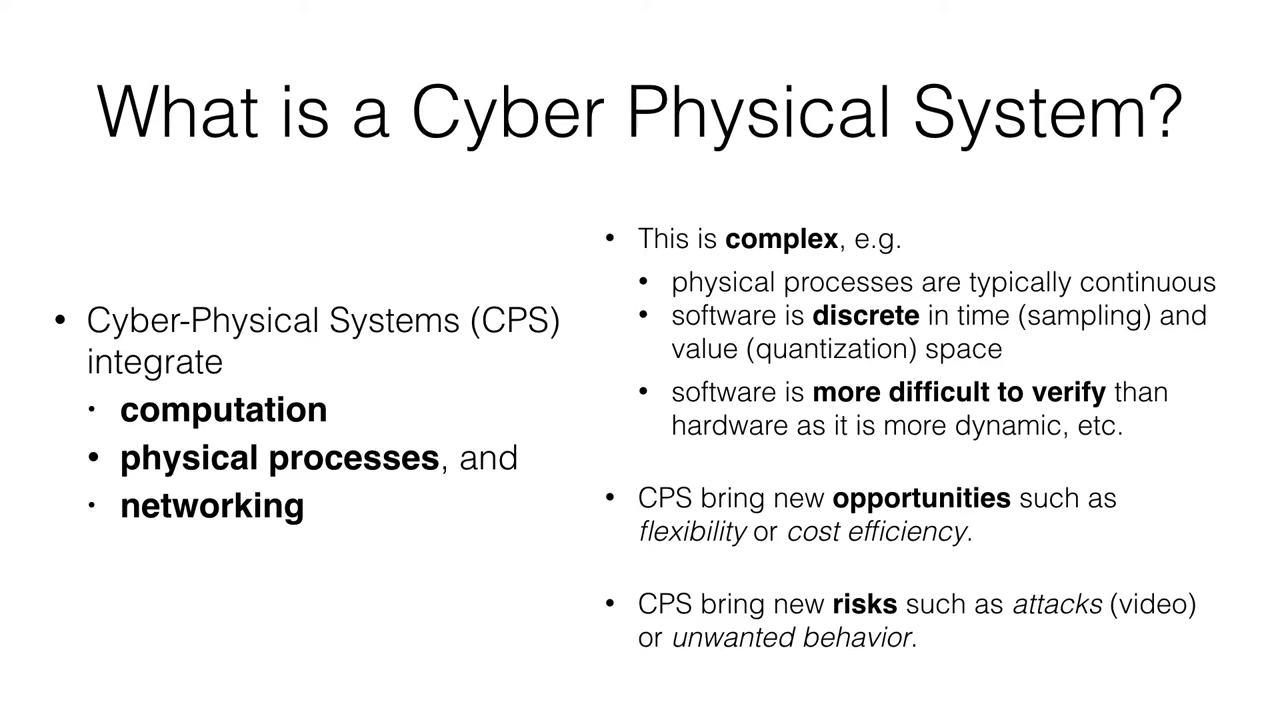 What is a Cyber Physical System?
• Cyber-Physical Systems (CPS)
integrate
• computation
• physical processes, and
• networking
• This is complex, e.g.
• physical processes are typically continuous
• software is discrete in time (sampling) and
value (quantization) space
• software is more difficult to verify than
hardware as it is more dynamic, etc.
• CPS bring new opportunities such as
flexibility or cost efficiency.
• CPS bring new risks such as attacks (video)
or unwanted behavior.